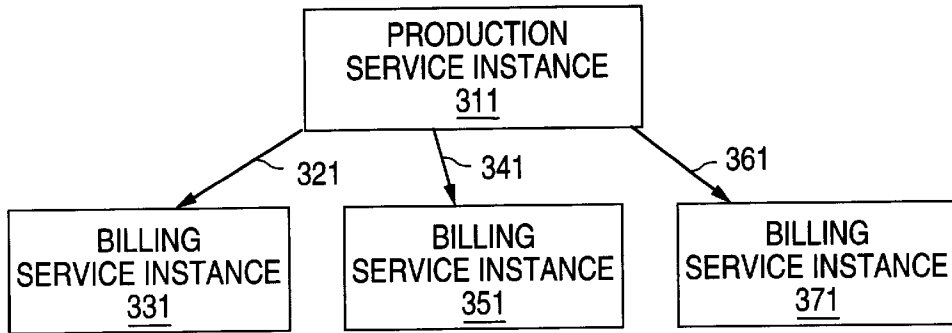 PRODUCTION
SERVICE INSTANCE
311
321
341
361
BILLING
SERVICE INSTANCE
331
BILLING
SERVICE INSTANCE
351
BILLING
SERVICE INSTANCE
371